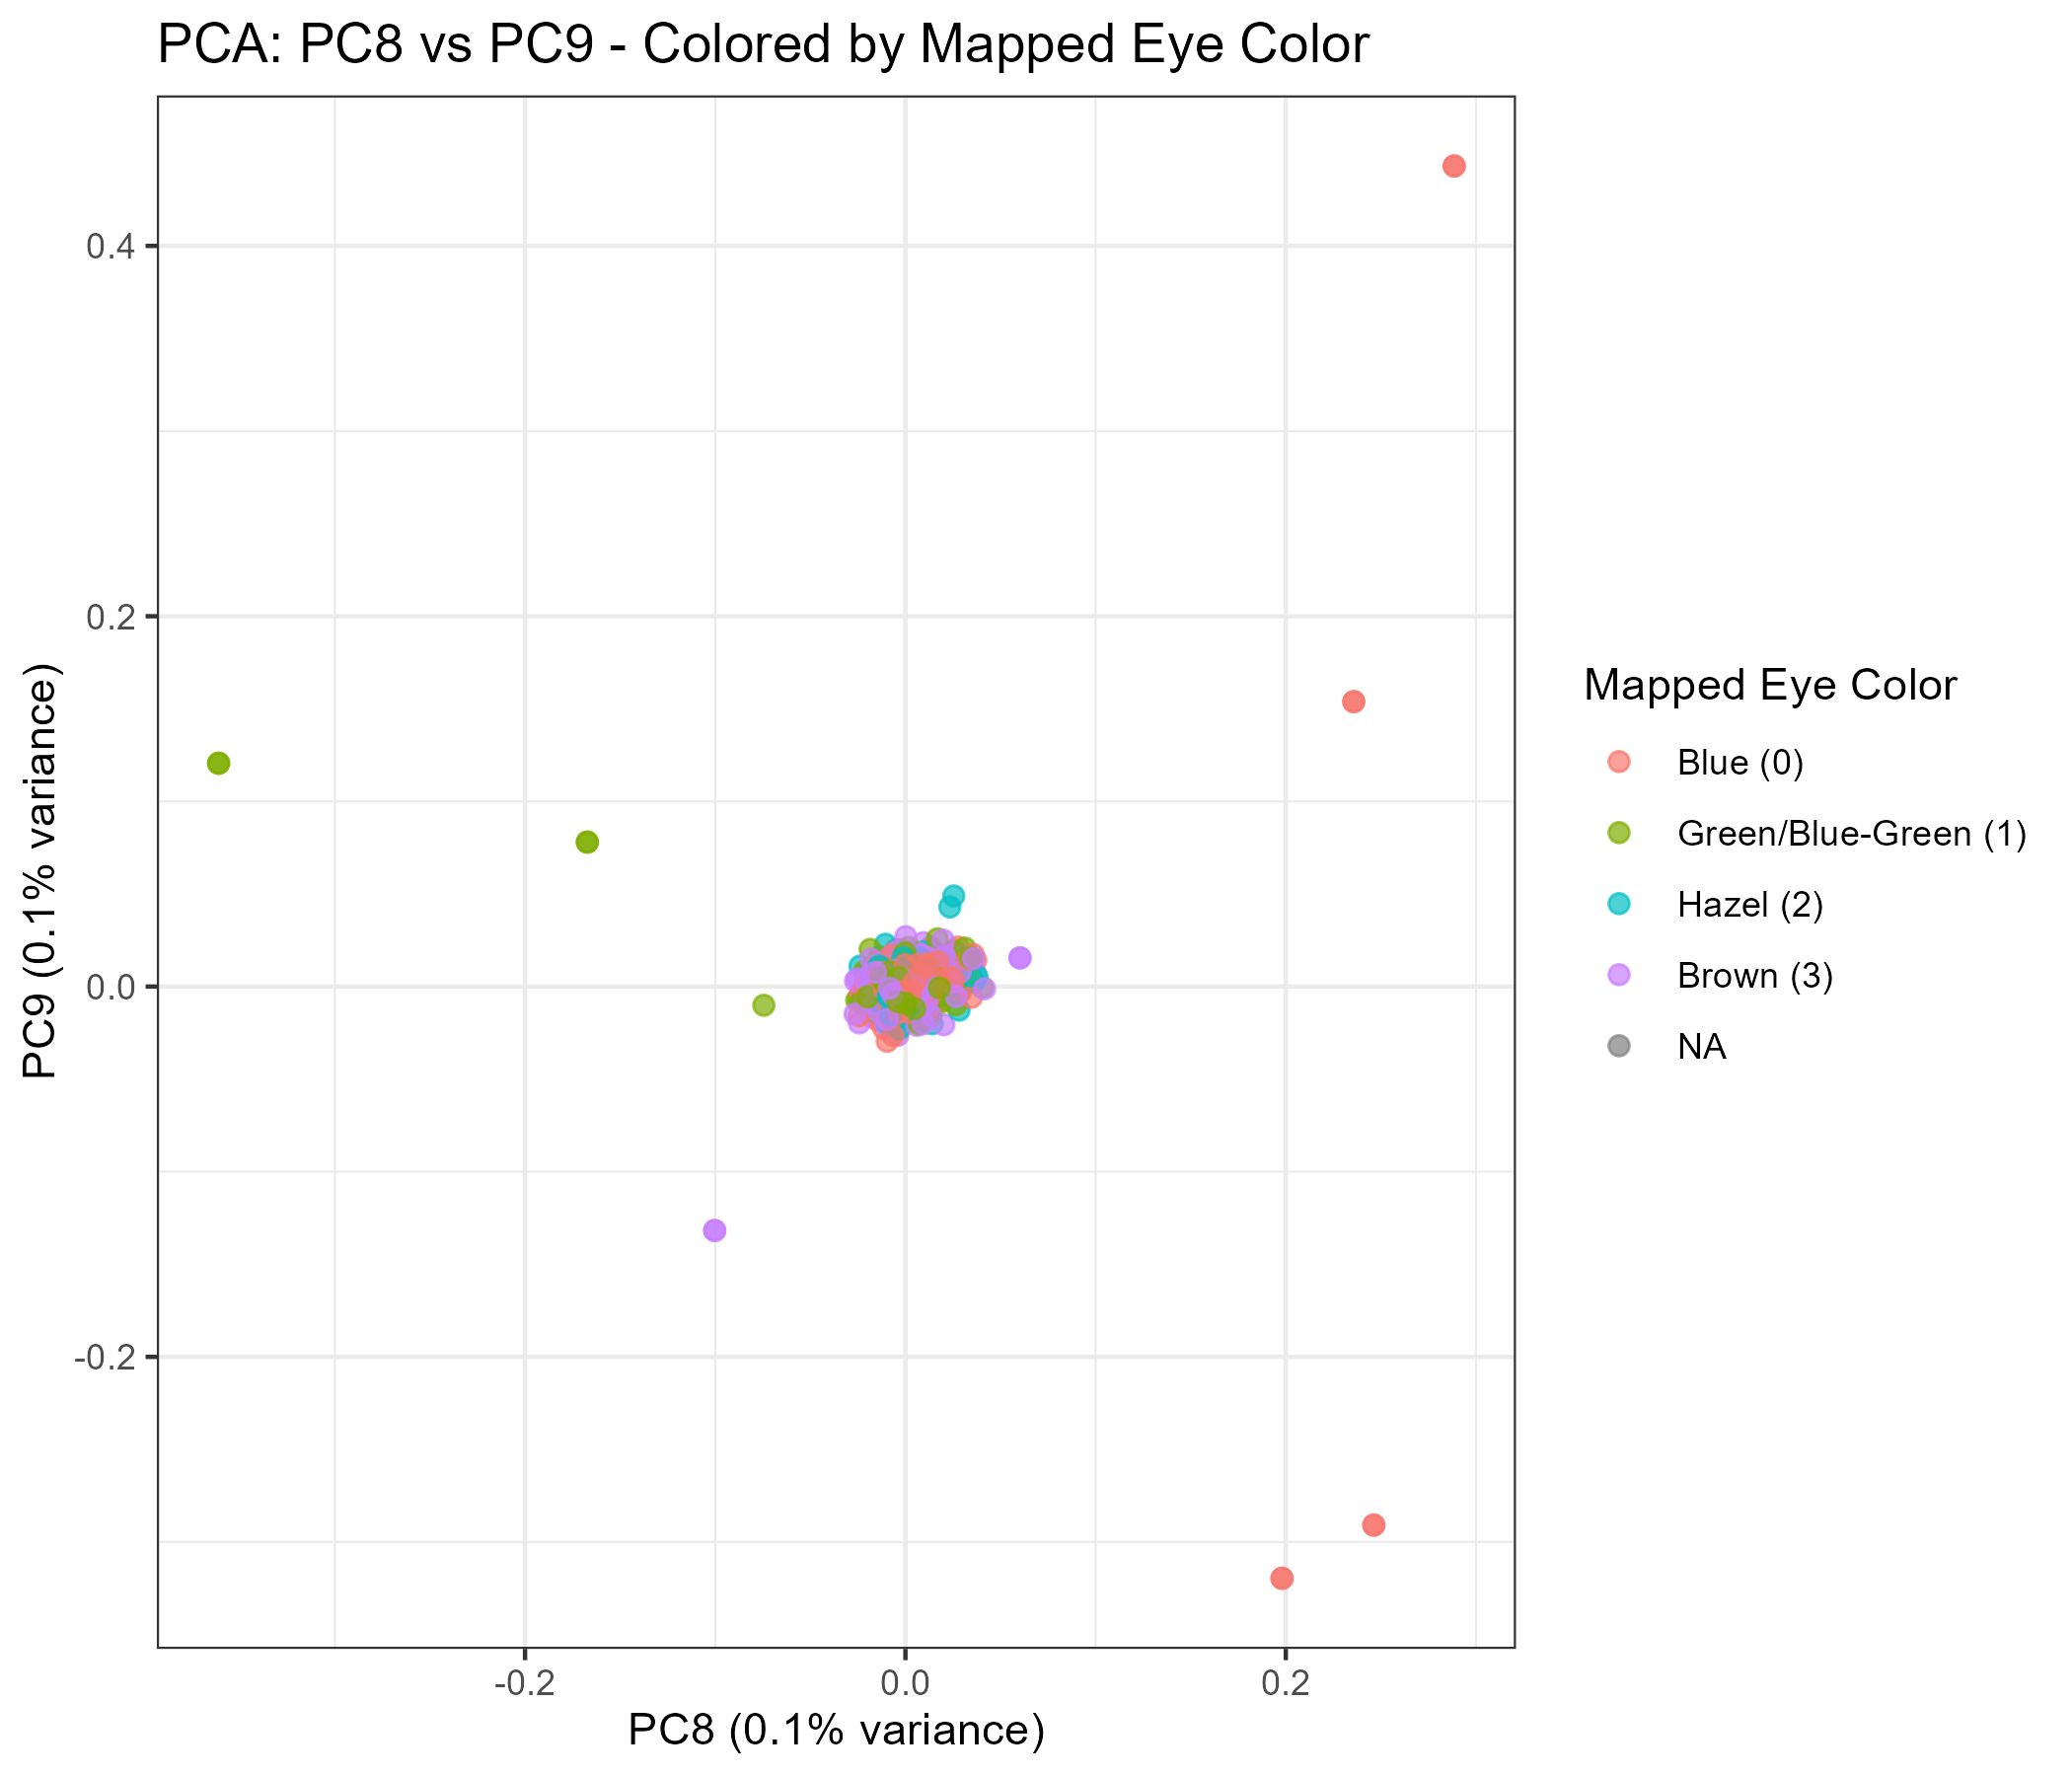 PCA: PC8 vs PC9 - Colored by Mapped Eye Color
0.4
0.2
0.0
-0.2
PC9 (0.1% variance)
-0.2
0.0
0.2
PC8 (0.1% variance)
Mapped Eye Color
Blue (0)
Green/Blue-Green (1)
Hazel (2)
Brown (3)
NA